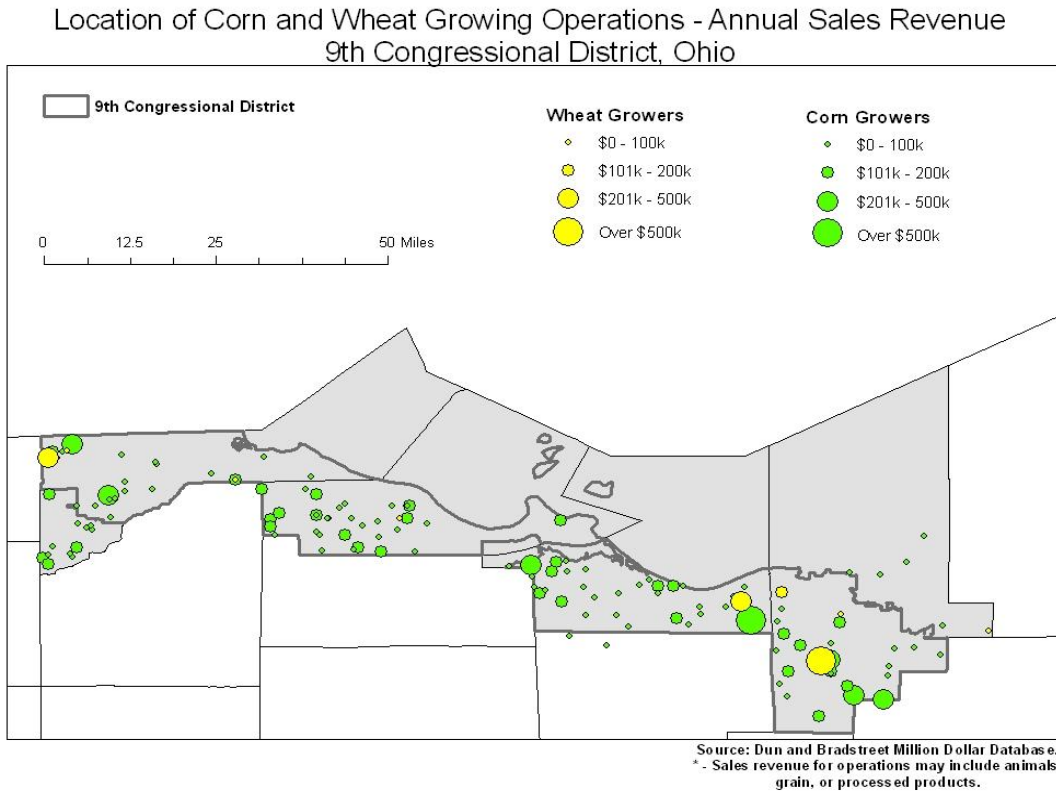 Location of Corn and Wheat Growing Operations - Annual Sales Revenue
9th Congressional District, Ohio
9th Congressional District
Wheat Growers
$0 - 100k
$101k - 200k
$201k - 500k
Over $500k
Corn Growers
$0 - 100k
$101k - 200k
$201k - 500k
Over $500k
0 12.5 25 50 Miles
Source: Dun and Bradstreet Million Dollar Database.
* - Sales revenue for operations may include animals
grain, or processed products.